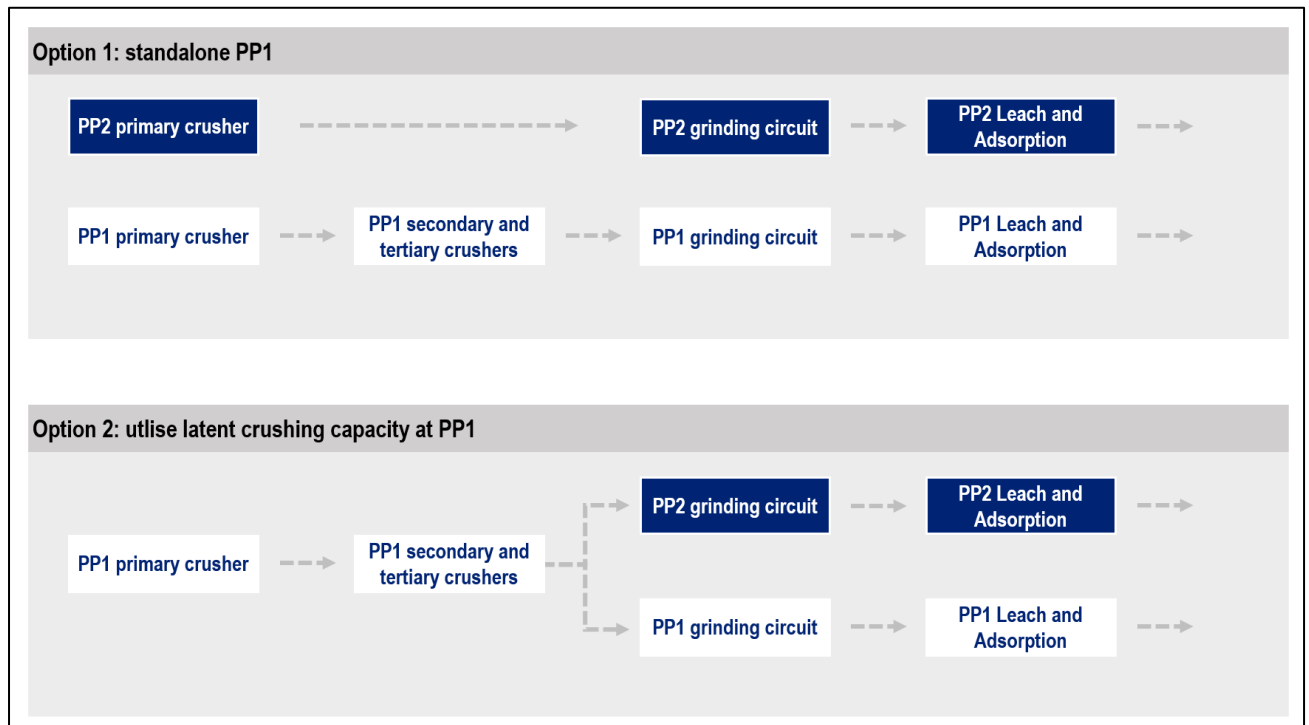 Option 1: standalone PP1
PP2 primary crusher
PP2 grinding circuit
PP2 Leach and
Adsorption
PP1 primary crusher
PP1 secondary and
tertiary crushers
PP1 grinding circuit
PP1 Leach and
Adsorption
Option 2: utlise latent crushing capacity at PP1
PP2 grinding circuit
PP2 Leach and
Adsorption
PP1 primary crusher
PP1 secondary and
tertiary crushers
PP1 grinding circuit
PP1 Leach and
Adsorption